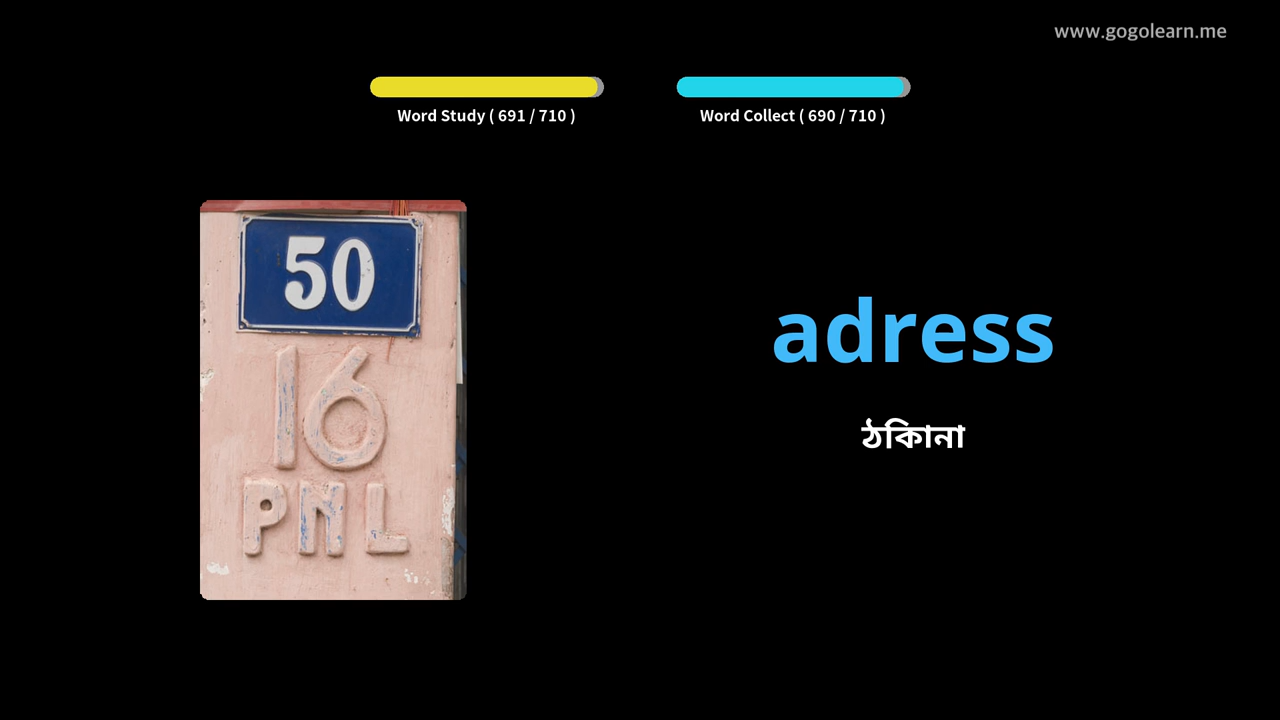 www.gogolearn.me
Word Study ( 691 / 710 )
Word Collect ( 690 / 710 )
50
16
PNL
adress
ঠিকানা